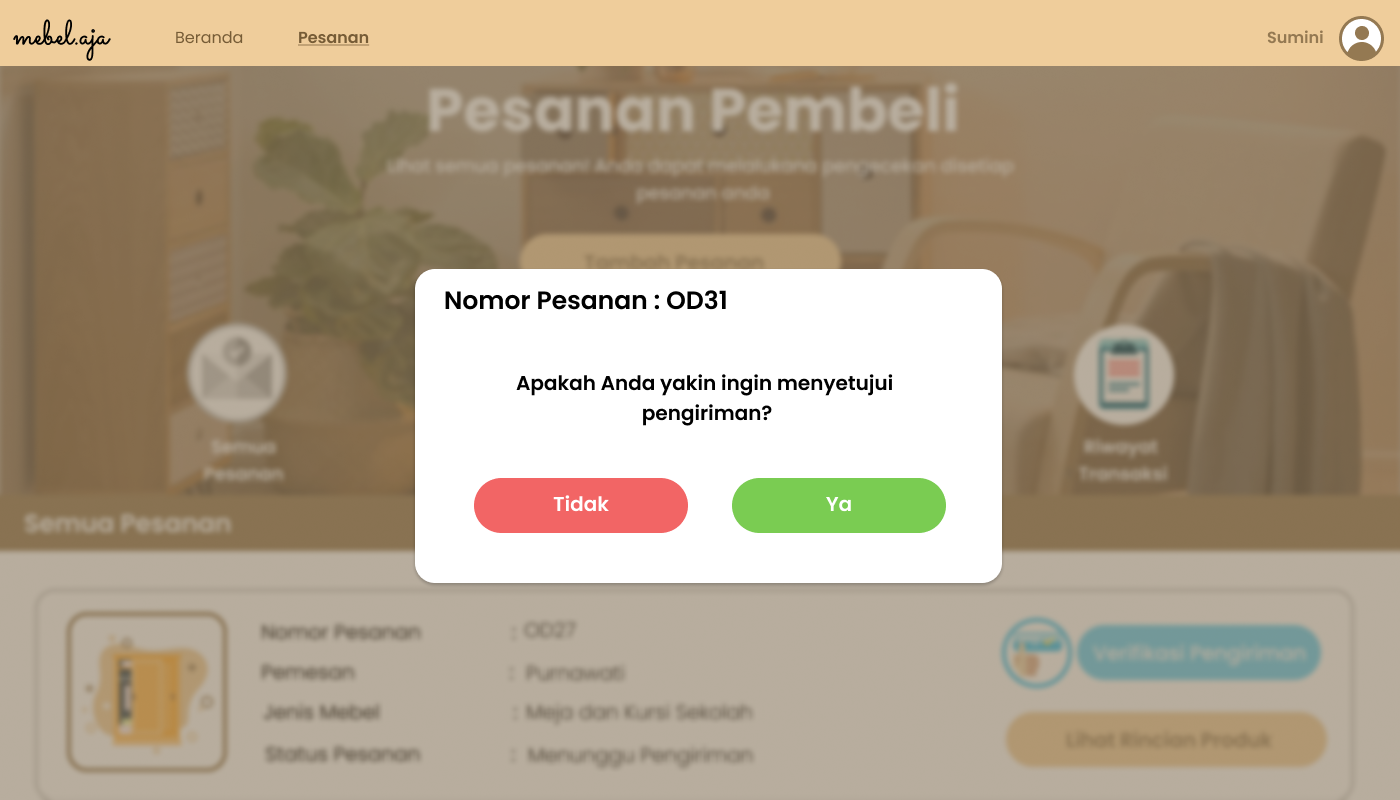 mebel.aja
Beranda
Pesanan
Sumini
Pesanan Pembeli
Lihat semua pesanan! Anda dapat melakukana pengecekan disetiap
pesanan anda
Tambah Pesanan
Nomor Pesanan : OD31
Apakah Anda yakin ingin menyetujui
pengiriman?
Tidak
Ya
Semua
Pesanan
Riwayat
Transaksi
Semua Pesanan
Nomor Pesanan : OD27
Pemesan : Purnawati
Jenis Mebel : Meja dan Kursi Sekolah
Status Pesanan : Menunggu Pengiriman
Verifikasi Pengiriman
Lihat Rincian Produk